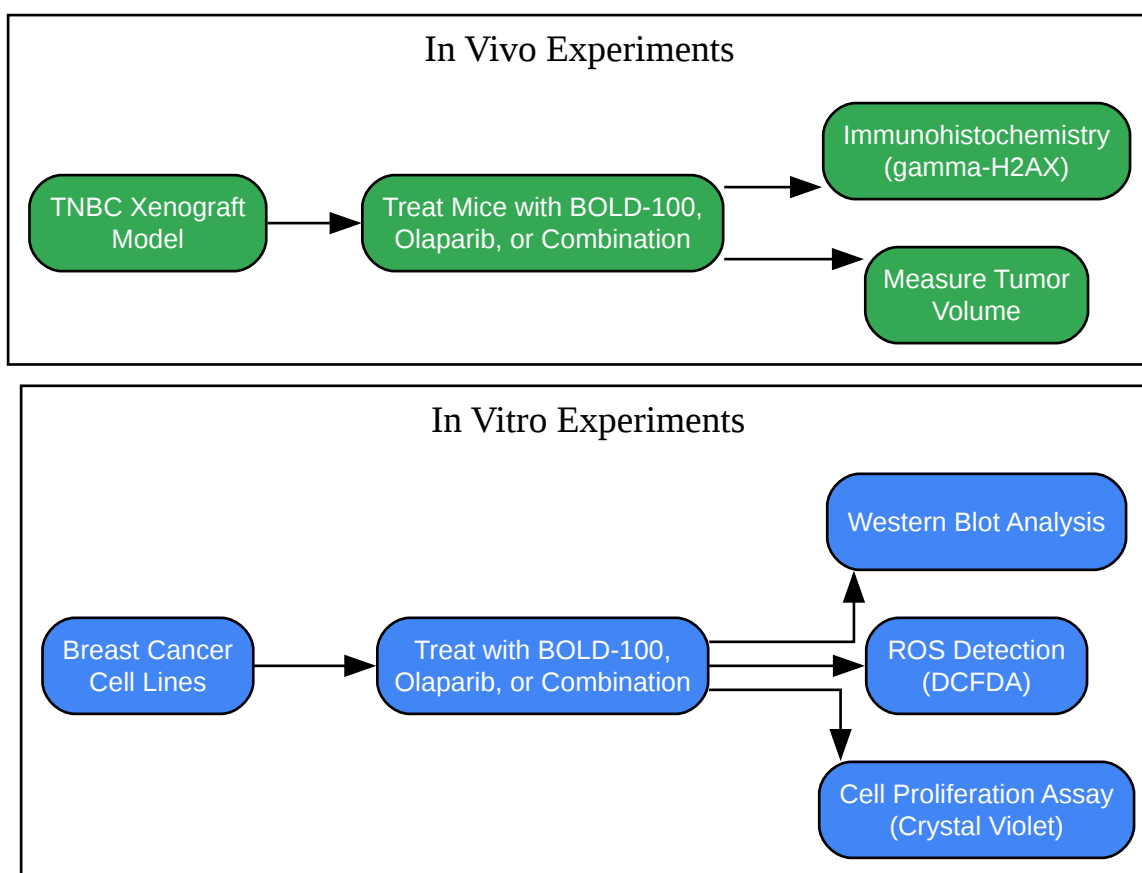 In Vivo Experiments
TNBC Xenograft
Model
Treat Mice with BOLD-100,
Olaparib, or Combination
Immunohistochemistry
(gamma-H2AX)
Measure Tumor
Volume
In Vitro Experiments
Breast Cancer
Cell Lines
Treat with BOLD-100,
Olaparib, or Combination
Western Blot Analysis
ROS Detection
(DCFDA)
Cell Proliferation Assay
(Crystal Violet)